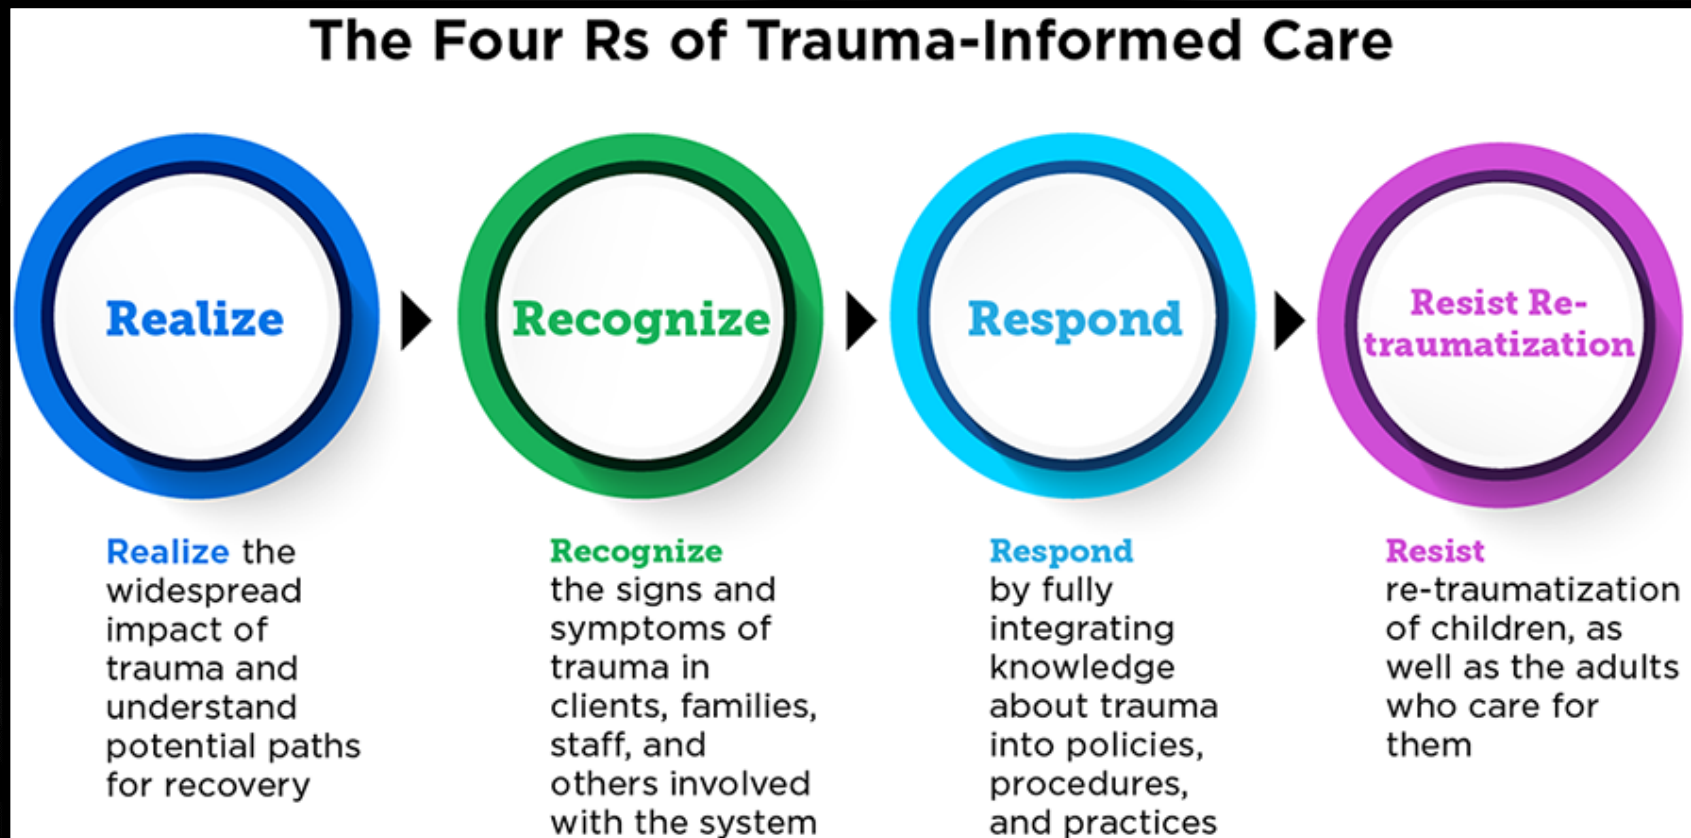 The Four Rs of Trauma-Informed Care
Realize
Recognize
Respond
Resist Re-
traumatization
Realize the
widespread
impact of
trauma and
understand
potential paths
for recovery
Recognize
the signs and
symptoms of
trauma in
clients, families,
staff, and
others involved
with the system
Respond
by fully
integrating
knowledge
about trauma
into policies,
procedures,
and practices
Resist
re-traumatization
of children, as
well as the adults
who care for
them